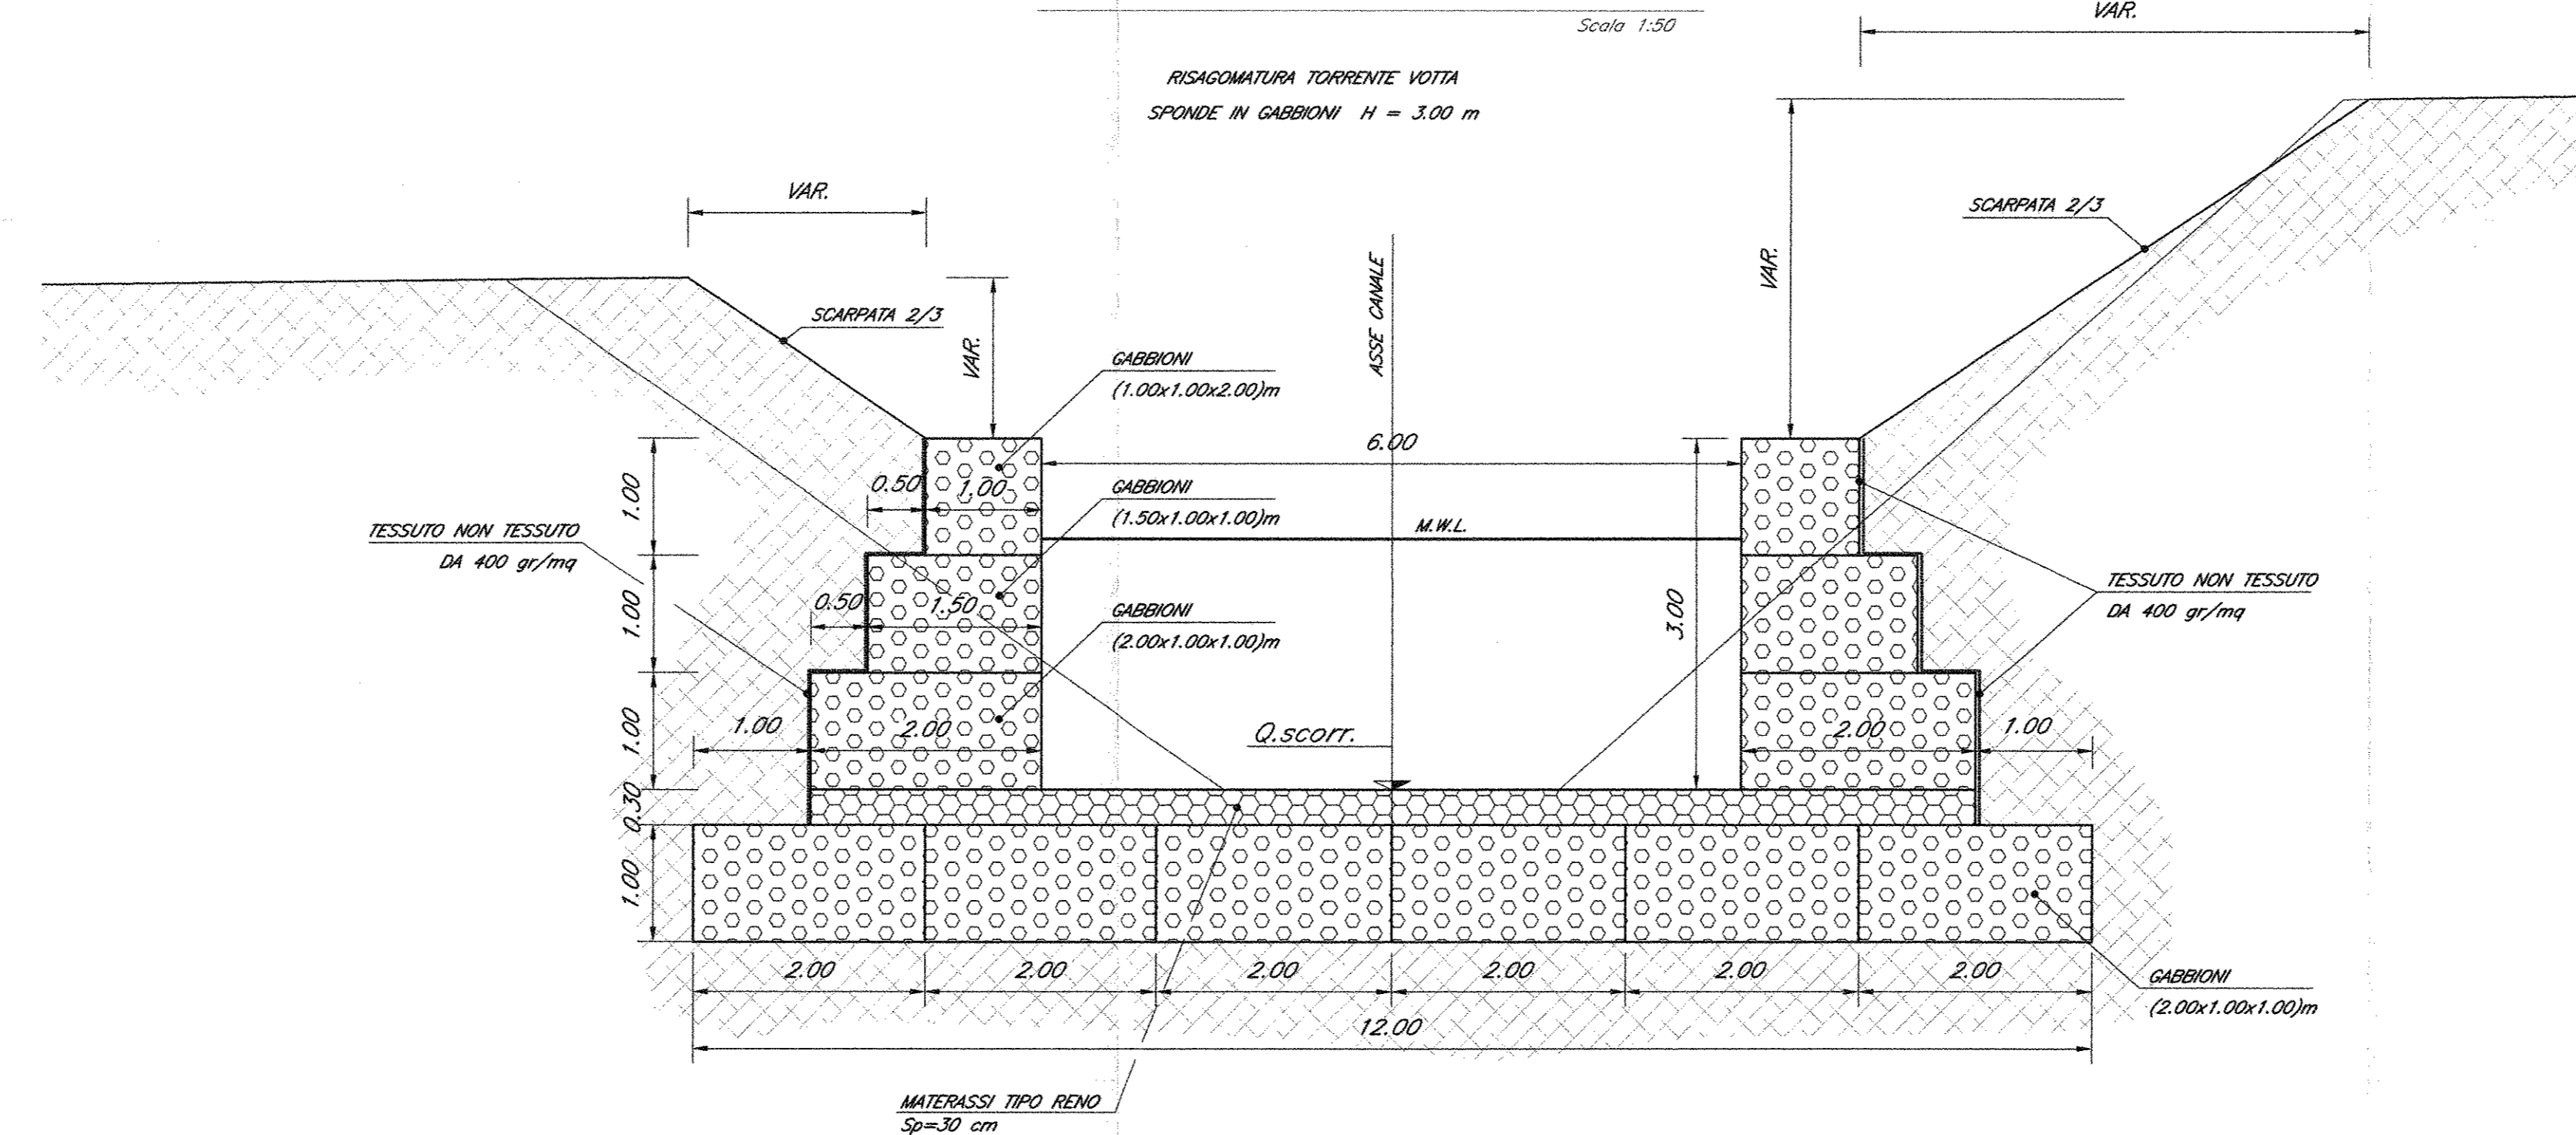 Scala 1:50
VAR.
RISAGOMATURA TORRENTE VOTTA
SPONDE IN GABBIONI H = 3.00 m
VAR.
SCARPATA 2/3
SCARPATA 2/3
VAR.
VAR.
ASSE CANALE
GABBIONI
(1.00x1.00x2.00)m
6.00
1.00
0.50
1.00
GABBIONI
(1.50x1.00x1.00)m
M.W.L.
TESSUTO NON TESSUTO
DA 400 gr/mq
TESSUTO NON TESSUTO
DA 400 gr/mq
1.00
0.50
1.50
GABBIONI
(2.00x1.00x1.00)m
3.00
1.00
1.00
2.00
Q.scorr.
2.00
1.00
0.30
1.00
2.00
2.00
2.00
2.00
2.00
2.00
GABBIONI
(2.00x1.00x1.00)m
12.00
MATERASSI TIPO RENO
Sp=30 cm